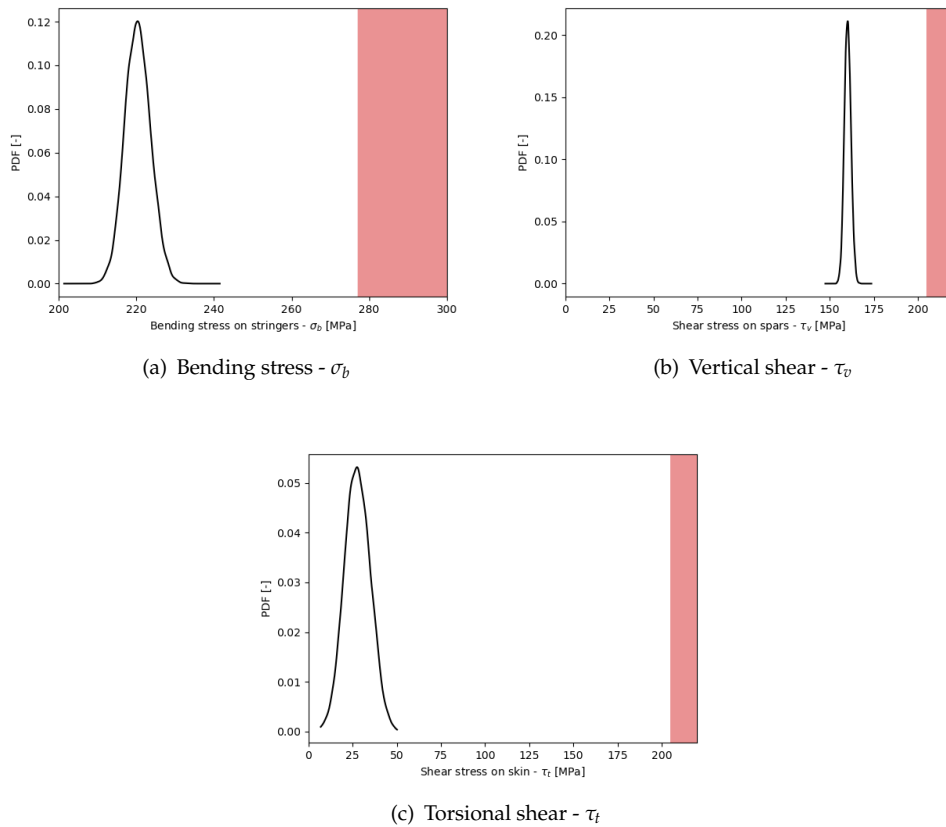 0.12
0.10
0.08
0.06
0.04
0.02
0.00
PDF [-]
200 220 240 260 280 300
Bending stress on stringers - σb [MPa]
(a) Bending stress - σb
0.20
0.15
0.10
0.05
0.00
PDF [-]
0 25 50 75 100 125 150 175 200
Shear stress on spars - τv [MPa]
(b) Vertical shear - τv
0.05
0.04
0.03
0.02
0.01
0.00
PDF [-]
0 25 50 75 100 125 150 175 200
Shear stress on skin - τt [MPa]
(c) Torsional shear - τt